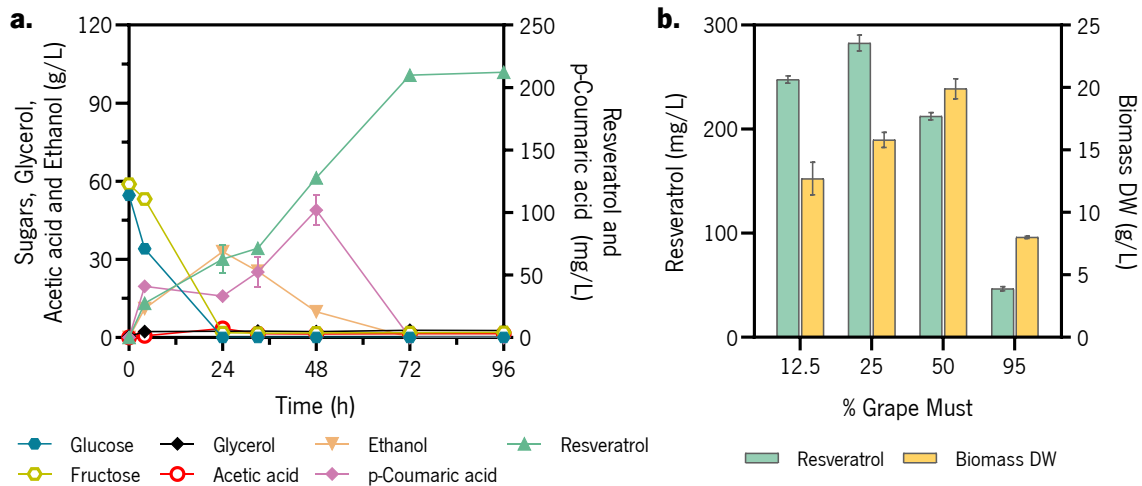 a.
Sugars, Glycerol,
Acetic acid and Ethanol (g/L)
120
90
60
30
0
250
200
150
100
50
0
Resveratrol and
p-Coumaric acid (mg/L)
0 24 48 72 96
Time (h)
Glucose Glycerol Ethanol Resveratrol
Fructose Acetic acid p-Coumaric acid
b.
Resveratrol (mg/L)
300
200
100
0
25
20
15
10
5
0
Biomass DW (g/L)
12.5 25 50 95
% Grape Must
Resveratrol Biomass DW